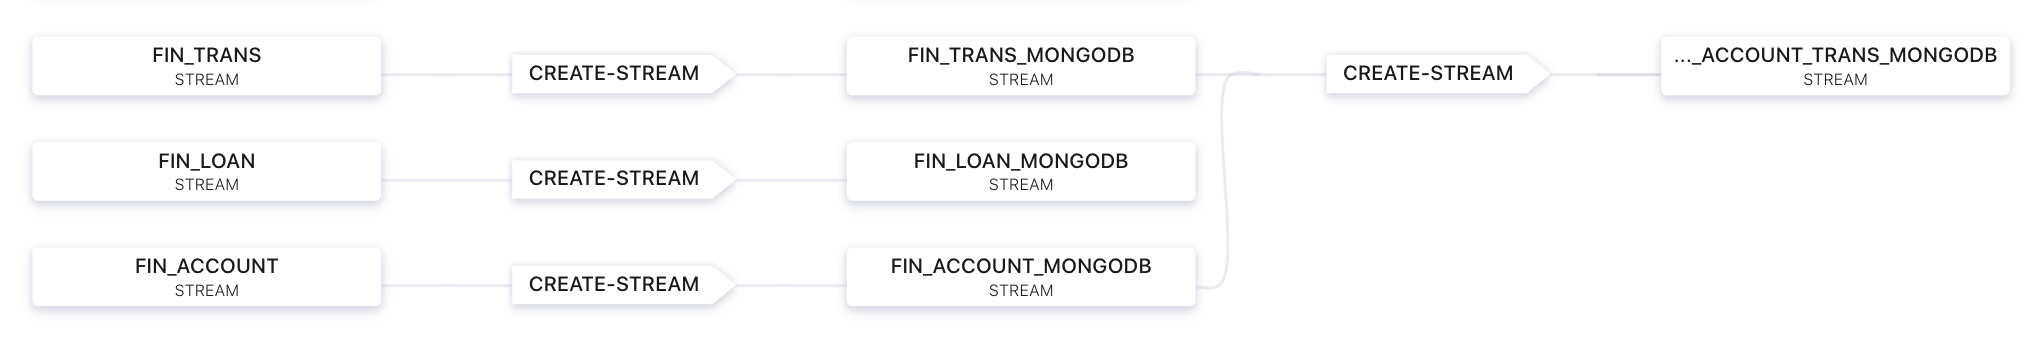 FIN_TRANS
STREAM
CREATE-STREAM
FIN_TRANS_MONGODB
STREAM
CREATE-STREAM
..._ACCOUNT_TRANS_MONGODB
STREAM
FIN_LOAN
STREAM
CREATE-STREAM
FIN_LOAN_MONGODB
STREAM
FIN_ACCOUNT
STREAM
CREATE-STREAM
FIN_ACCOUNT_MONGODB
STREAM